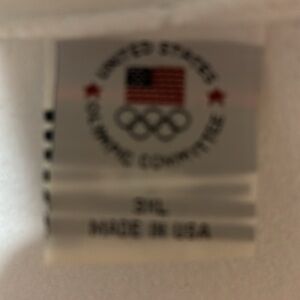 UNITED STATES
OLYMPIC COMMITTEE
3XL
MADE IN USA